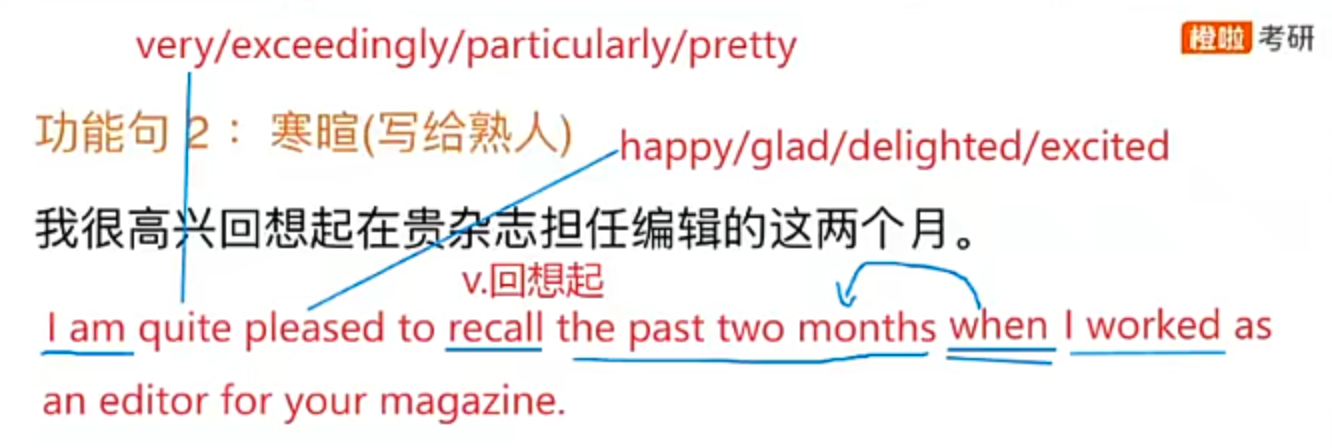 very/exceedingly/particularly/pretty
橙啦 考研
功能句 2 ：寒暄(写给熟人)
happy/glad/delighted/excited
我很高兴回想起在贵杂志担任编辑的这两个月。
v.回想起
I am quite pleased to recall the past two months when I worked as
an editor for your magazine.